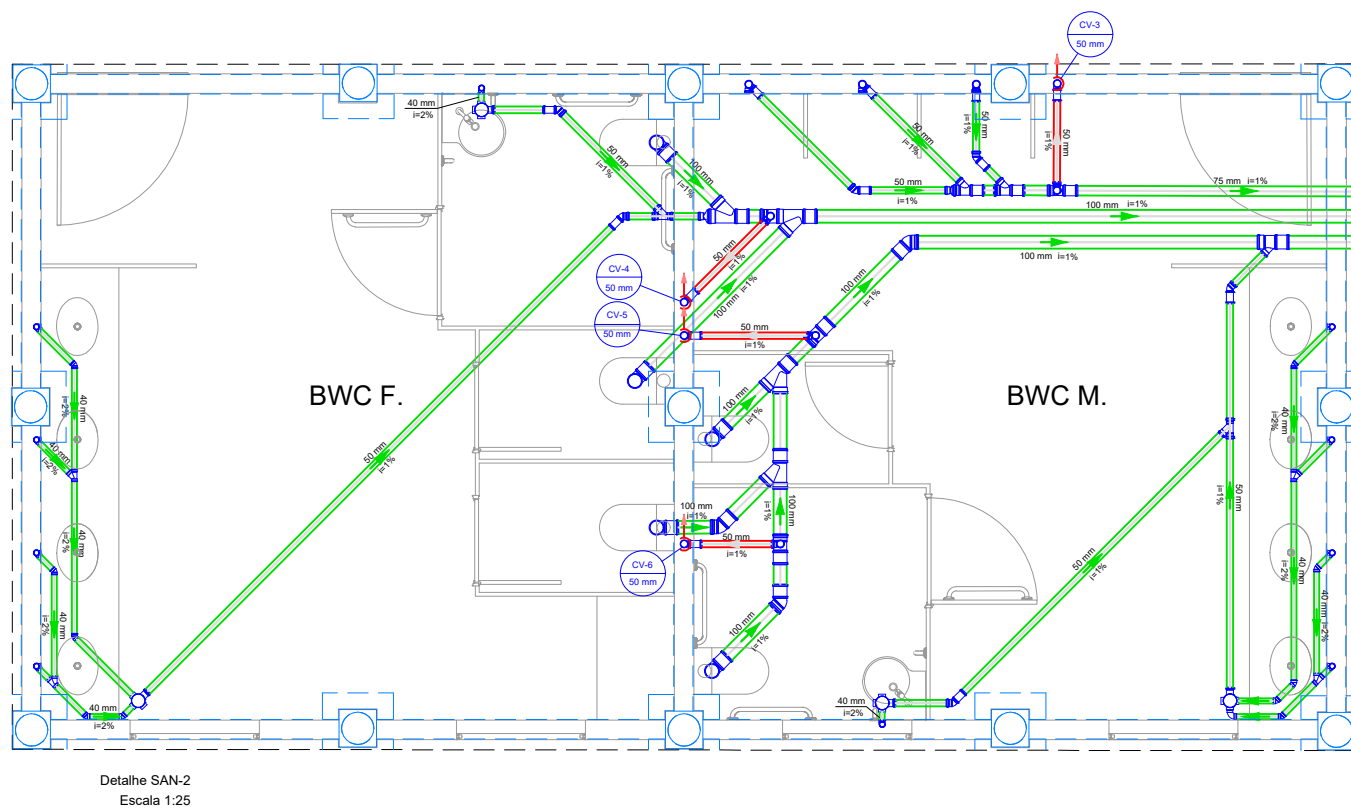 CV-3
50 mm
40 mm
i=2%
50 mm
i=1%
100 mm
i=1%
50 mm
i=1%
50 mm
i=1%
50 mm
i=1%
50 mm
i=1%
75 mm i=1%
100 mm i=1%
100 mm i=1%
50 mm
i=1%
CV-4
50 mm
100 mm
i=1%
CV-5
50 mm
50 mm
i=1%
100 mm
i=1%
BWC F.
BWC M.
40 mm
i=2%
40 mm
i=2%
50 mm
i=1%
100 mm
i=1%
40 mm
i=2%
50 mm
i=1%
40 mm
i=2%
100 mm
i=1%
100 mm
i=1%
50 mm
i=1%
CV-6
50 mm
50 mm
i=1%
40 mm
i=2%
40 mm
i=2%
40 mm
i=2%
100 mm
i=1%
40 mm
i=2%
40 mm
i=2%
Detalhe SAN-2
Escala 1:25